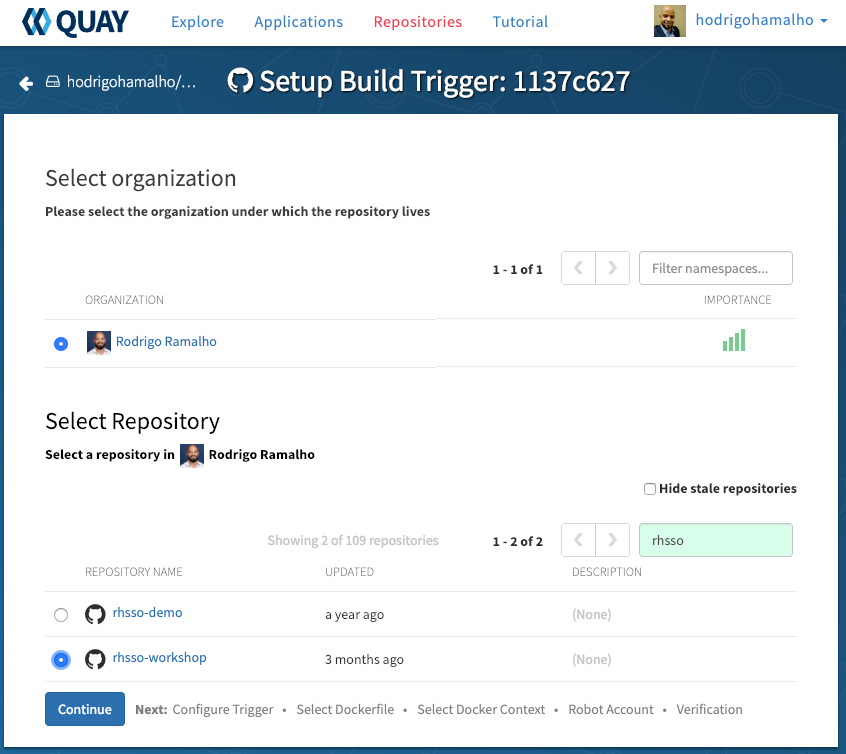 QUAY Explore Applications Repositories Tutorial hodrigohamalho
hodrigohamalho/... Setup Build Trigger: 1137c627
Select organization
Please select the organization under which the repository lives
1 - 1 of 1 Filter namespaces...
ORGANIZATION IMPORTANCE
Rodrigo Ramalho
Select Repository
Select a repository in Rodrigo Ramalho
Hide stale repositories
Showing 2 of 109 repositories 1 - 2 of 2 rhsso
REPOSITORY NAME UPDATED DESCRIPTION
rhsso-demo a year ago (None)
rhsso-workshop 3 months ago (None)
Continue Next: Configure Trigger • Select Dockerfile • Select Docker Context • Robot Account • Verification